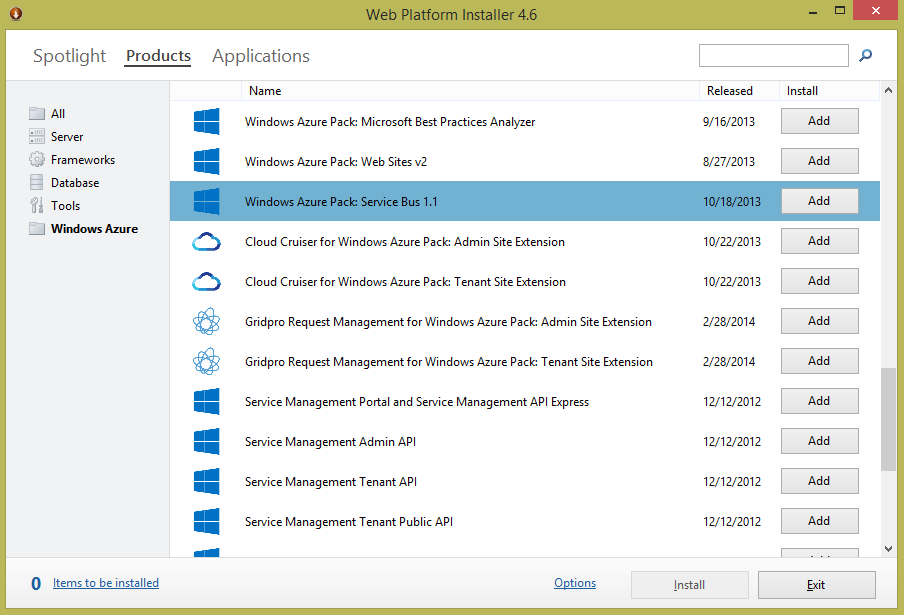 Web Platform Installer 4.6
Spotlight Products Applications
Name Released Install
All
Server
Frameworks
Database
Tools
Windows Azure
Windows Azure Pack: Microsoft Best Practices Analyzer 9/16/2013 Add
Windows Azure Pack: Web Sites v2 8/27/2013 Add
Windows Azure Pack: Service Bus 1.1 10/18/2013 Add
Cloud Cruiser for Windows Azure Pack: Admin Site Extension 10/22/2013 Add
Cloud Cruiser for Windows Azure Pack: Tenant Site Extension 10/22/2013 Add
Gridpro Request Management for Windows Azure Pack: Admin Site Extension 2/28/2014 Add
Gridpro Request Management for Windows Azure Pack: Tenant Site Extension 2/28/2014 Add
Service Management Portal and Service Management API Express 12/12/2012 Add
Service Management Admin API 12/12/2012 Add
Service Management Tenant API 12/12/2012 Add
Service Management Tenant Public API 12/12/2012 Add
0 Items to be installed Options Install Exit